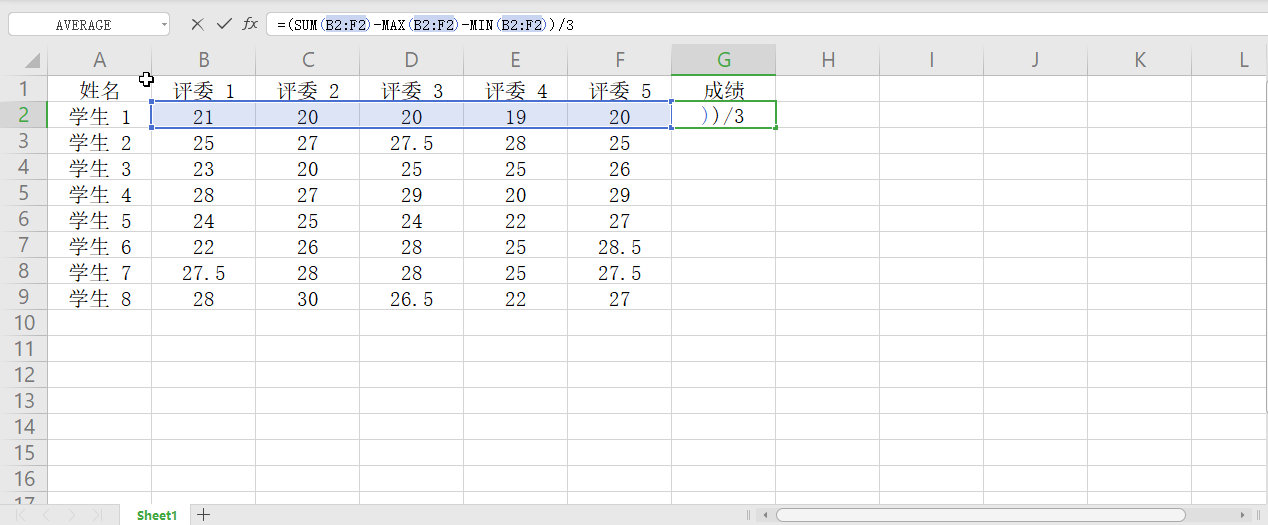 AVERAGE fx =(SUM(B2:F2)-MAX(B2:F2)-MIN(B2:F2))/3
A B C D E F G H I J K L
1 姓名 评委 1 评委 2 评委 3 评委 4 评委 5 成绩
2 学生 1 21 20 20 19 20 ))/3
3 学生 2 25 27 27.5 28 25
4 学生 3 23 20 25 25 26
5 学生 4 28 27 29 20 29
6 学生 5 24 25 24 22 27
7 学生 6 22 26 28 25 28.5
8 学生 7 27.5 28 28 25 27.5
9 学生 8 28 30 26.5 22 27
10
11
12
13
14
15
16
17
Sheet1